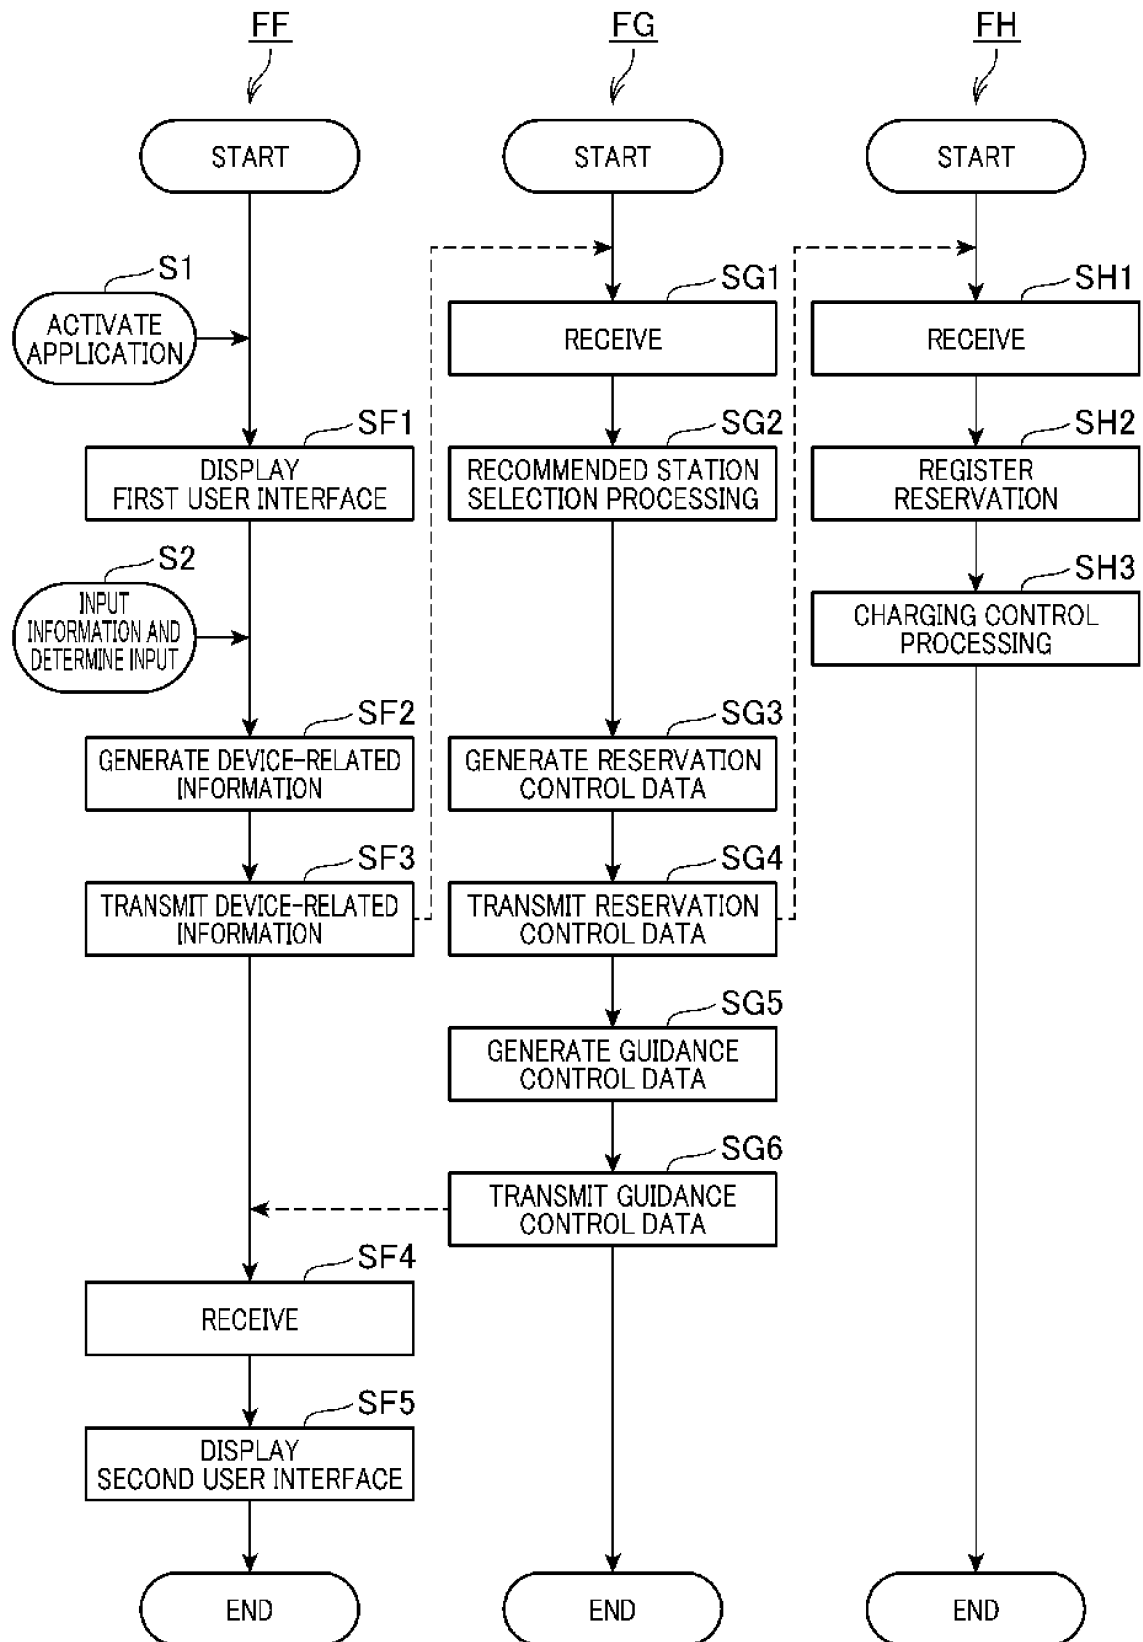 FF
START
S1
ACTIVATE
APPLICATION
SF1
DISPLAY
FIRST USER INTERFACE
S2
INPUT
INFORMATION AND
DETERMINE INPUT
SF2
GENERATE DEVICE-RELATED
INFORMATION
SF3
TRANSMIT DEVICE-RELATED
INFORMATION
SF4
RECEIVE
SF5
DISPLAY
SECOND USER INTERFACE
END
FG
START
SG1
RECEIVE
SG2
RECOMMENDED STATION
SELECTION PROCESSING
SG3
GENERATE RESERVATION
CONTROL DATA
SG4
TRANSMIT RESERVATION
CONTROL DATA
SG5
GENERATE GUIDANCE
CONTROL DATA
SG6
TRANSMIT GUIDANCE
CONTROL DATA
END
FH
START
SH1
RECEIVE
SH2
REGISTER
RESERVATION
SH3
CHARGING CONTROL
PROCESSING
END